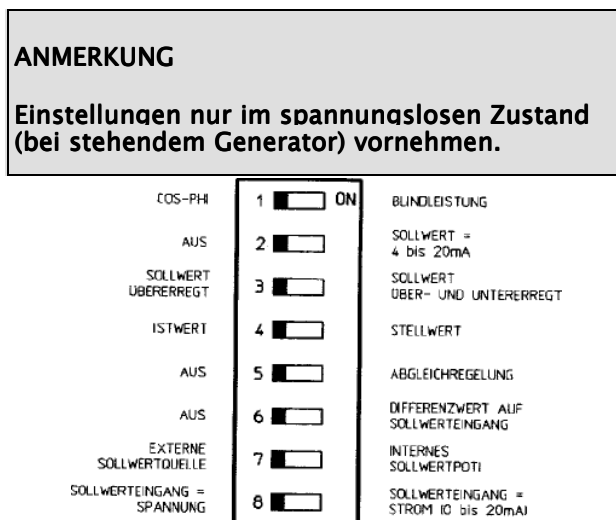 ANMERKUNG
Einstellungen nur im spannungslosen Zustand
(bei stehendem Generator) vornehmen.
COS-PHI 1 ON BLINDLEISTUNG
AUS 2 SOLLWERT =
4 bis 20mA
SOLLWERT
ÜBERERREGT 3 SOLLWERT
ÜBER- UND UNTERERREGT
ISTWERT 4 STELLWERT
AUS 5 ABGLEICHREGELUNG
AUS 6 DIFFERENZWERT AUF
SOLLWERTEINGANG
EXTERNE
SOLLWERTQUELLE 7 INTERNES
SOLLWERTPOTI
SOLLWERTEINGANG =
SPANNUNG 8 SOLLWERTEINGANG =
STROM (0 bis 20mA)